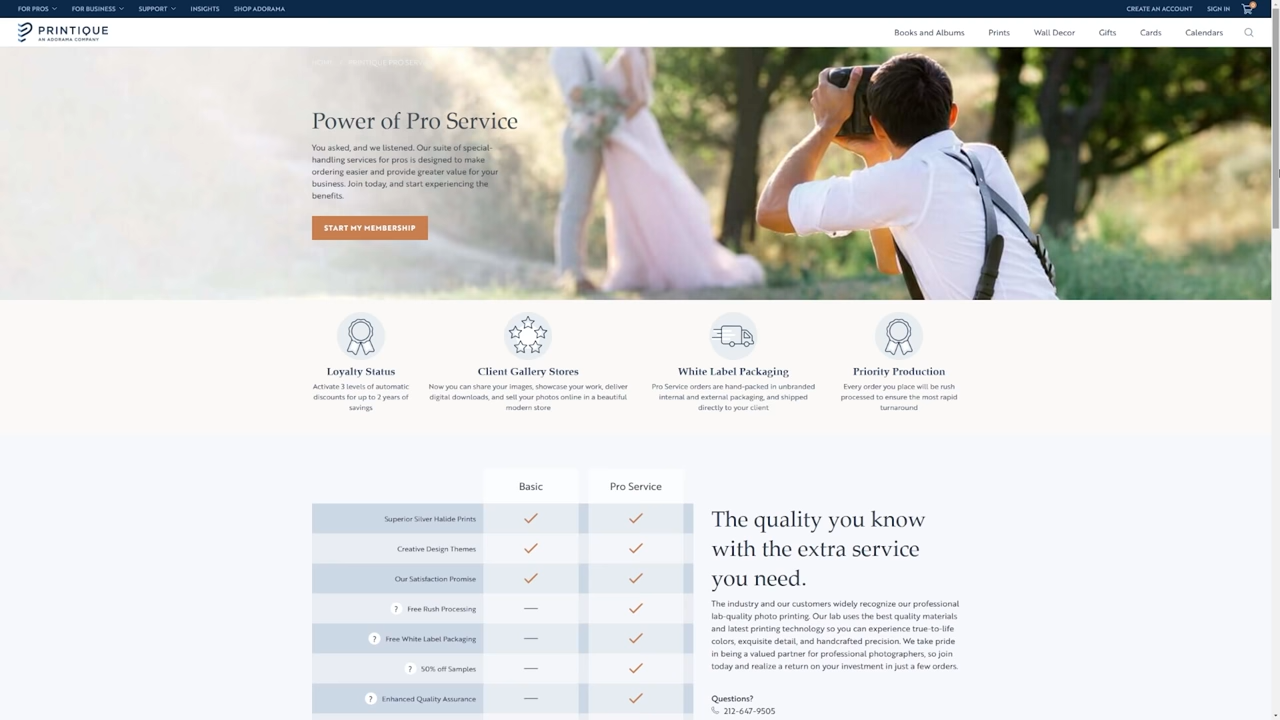 FOR PROS
FOR BUSINESS
SUPPORT
INSIGHTS
SHOP ADORAMA
CREATE AN ACCOUNT
SIGN IN
PRINTIQUE
AN ADORAMA COMPANY
Books and Albums
Prints
Wall Decor
Gifts
Cards
Calendars
Power of Pro Service
You asked, and we listened. Our suite of special-
handling services for pros is designed to make
ordering easier and provide greater value for your
business. Join today, and start experiencing the
benefits.
START MY MEMBERSHIP
Loyalty Status
Activate 3 levels of automatic
discounts for up to 2 years of
savings
Client Gallery Stores
Now you can share your images, showcase your work, deliver
digital downloads, and sell your photos online in a beautiful
modern store
White Label Packaging
Pro Service orders are hand-packed in unbranded
internal and external packaging, and shipped
directly to your client
Priority Production
Every order you place will be rush
processed to ensure the most rapid
turnaround
Basic
Pro Service
Superior Silver Halide Prints
Creative Design Themes
Our Satisfaction Promise
? Free Rush Processing
? Free White Label Packaging
? 50% off Samples
? Enhanced Quality Assurance
The quality you know
with the extra service
you need.
The industry and our customers widely recognize our professional
lab-quality photo printing. Our lab uses the best quality materials
and latest printing technology so you can experience true-to-life
colors, exquisite detail, and handcrafted precision. We take pride
in being a valued partner for professional photographers, so join
today and realize a return on your investment in just a few orders.
Questions?
212-647-9505